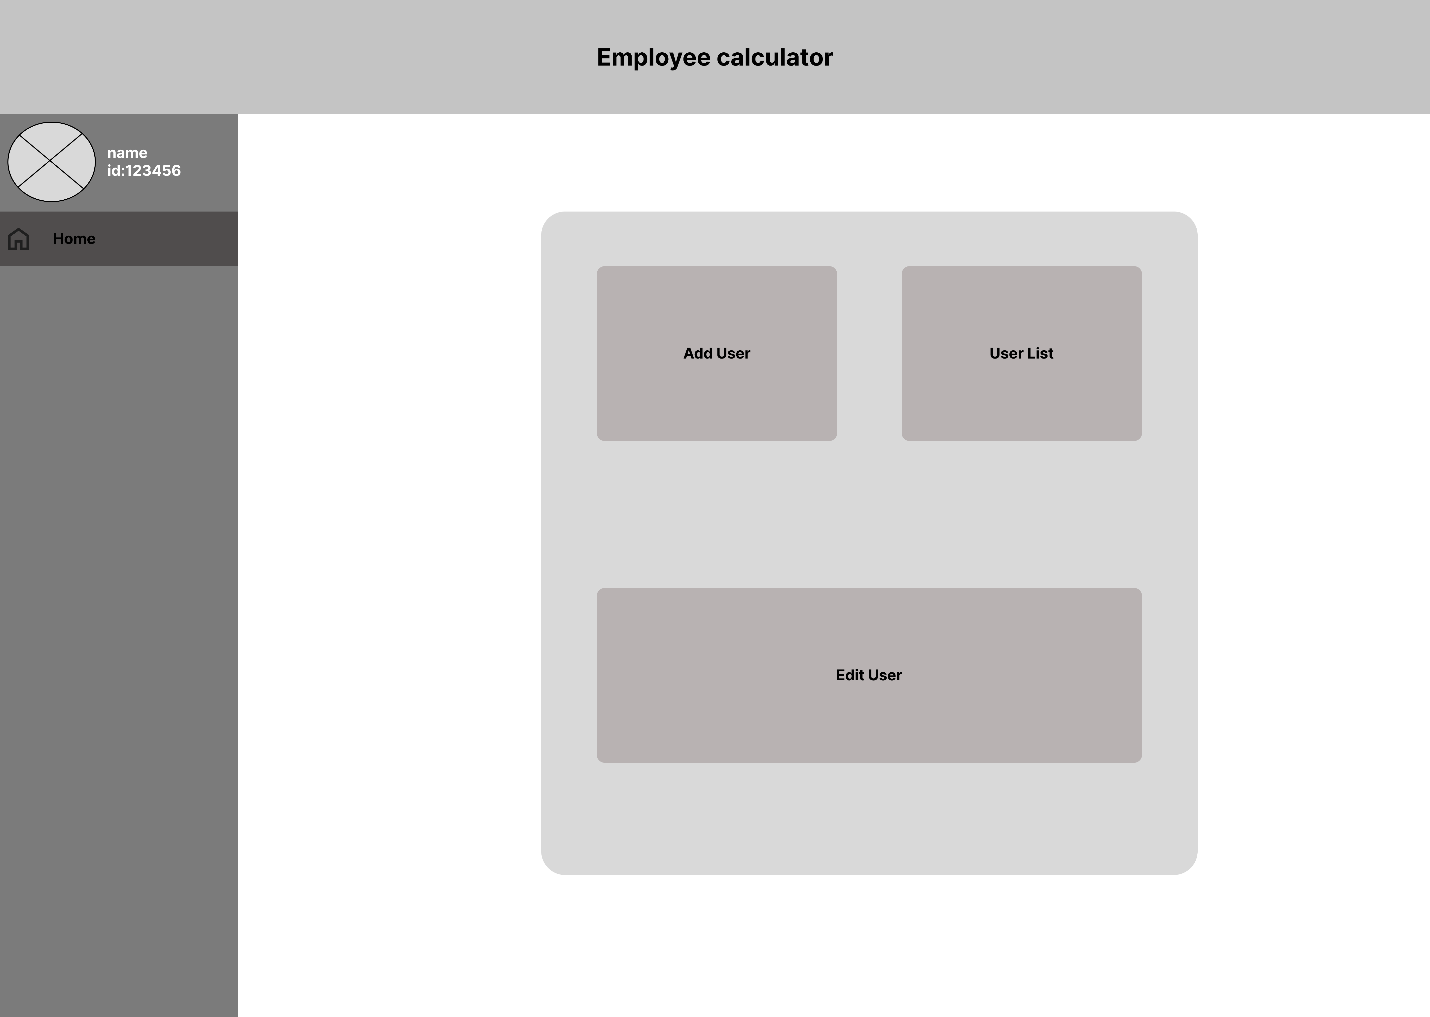 Employee calculator
name
id:123456
Home
Add User
User List
Edit User